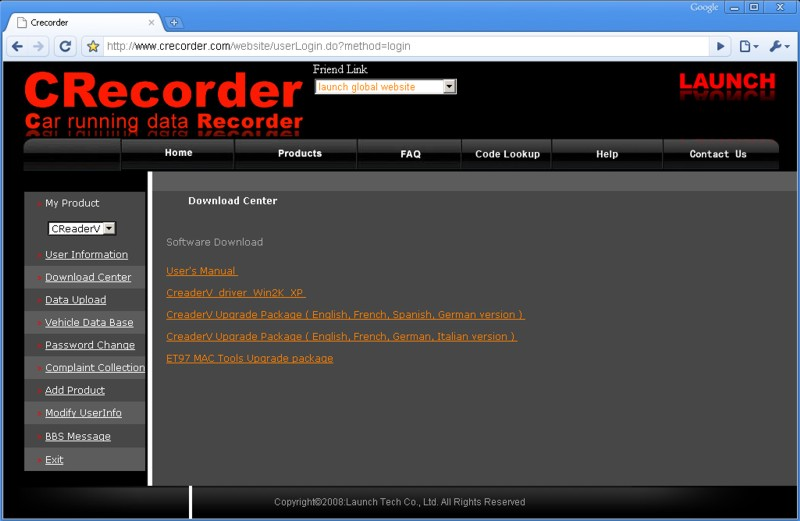 Google
Crecorder
http://www.crecorder.com/website/userLogin.do?method=login
CRecorder
Car running data Recorder
Friend Link
launch global website
LAUNCH
Home Products FAQ Code Lookup Help Contact Us
My Product
CReaderV
User Information
Download Center
Data Upload
Vehicle Data Base
Password Change
Complaint Collection
Add Product
Modify UserInfo
BBS Message
Exit
Download Center
Software Download
User's Manual
CreaderV_driver_Win2K_XP
CreaderV Upgrade Package ( English, French, Spanish, German version )
CreaderV Upgrade Package ( English, French, German, Italian version )
ET97 MAC Tools Upgrade package
Copyright©2008:Launch Tech Co., Ltd. All Rights Reserved